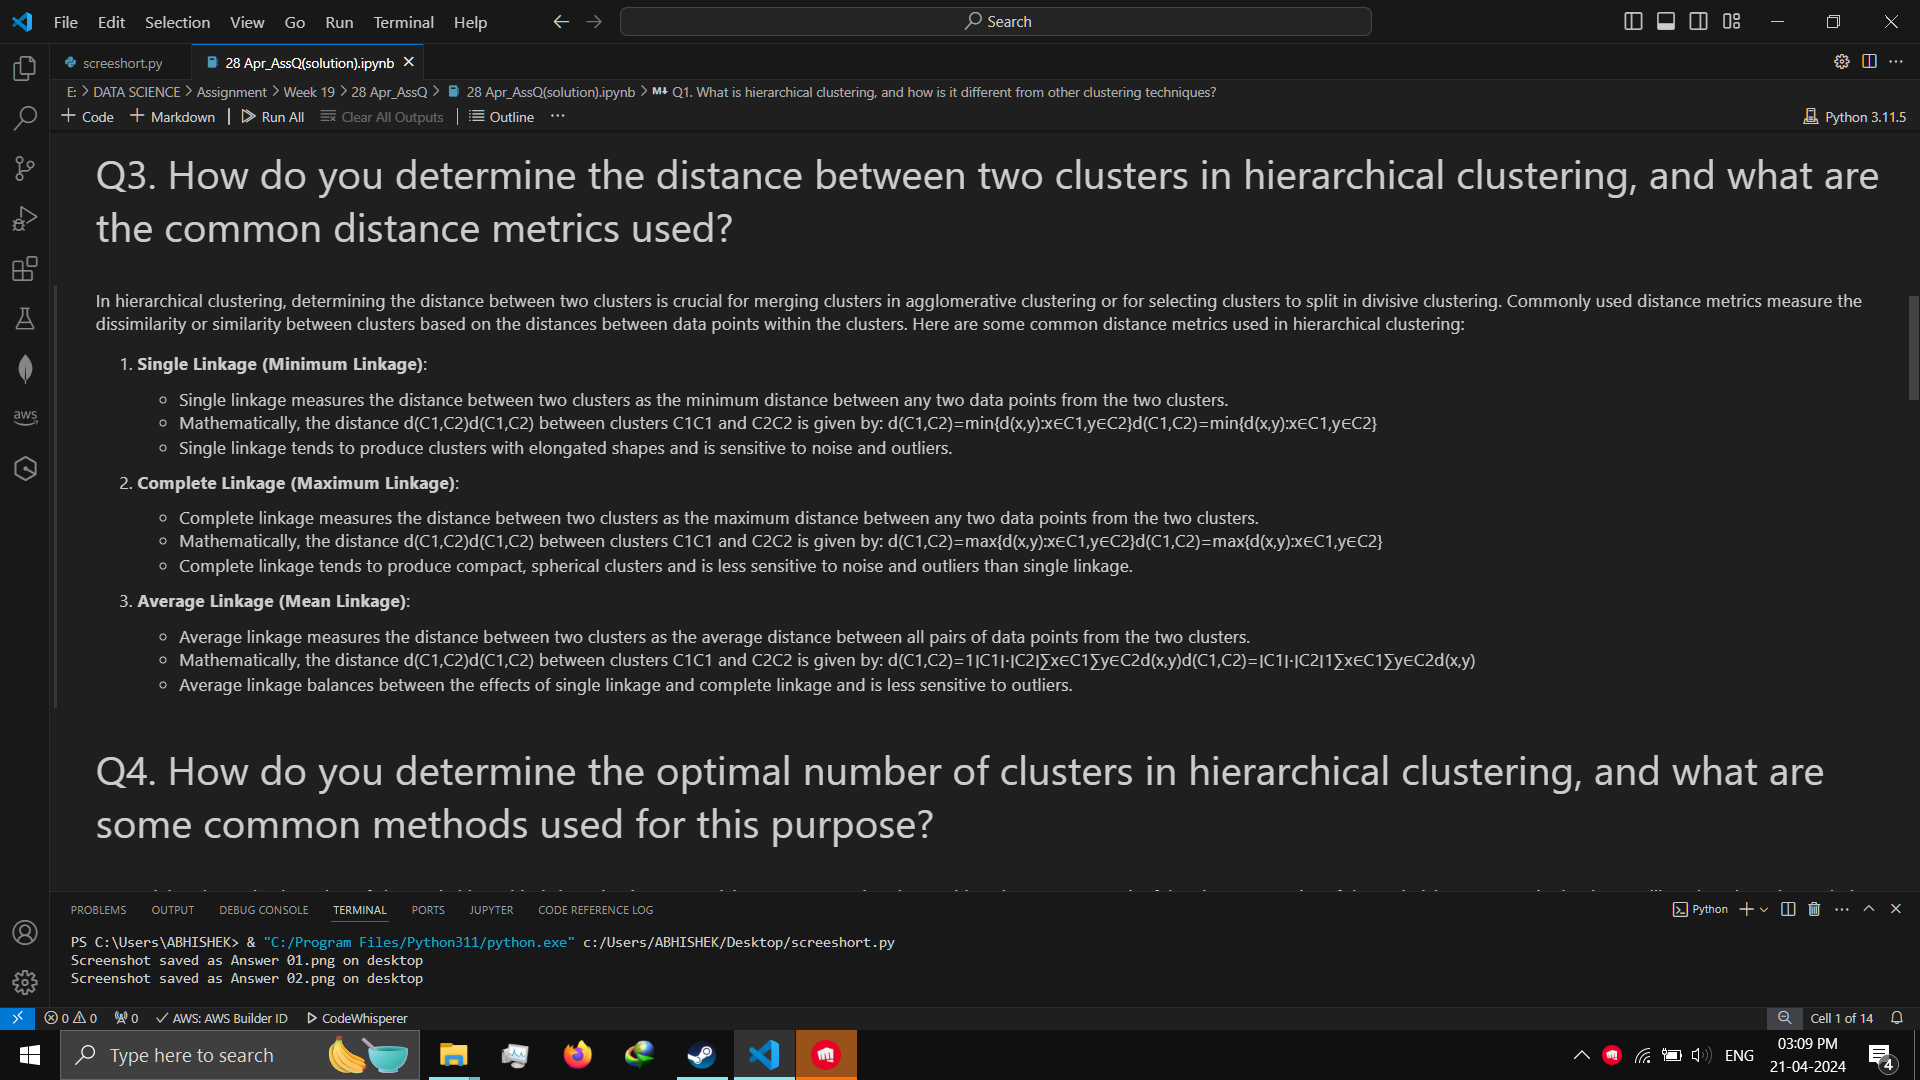 File Edit Selection View Go Run Terminal Help
Search
screeshort.py
28 Apr_AssQ(solution).ipynb
E: > DATA SCIENCE > Assignment > Week 19 > 28 Apr_AssQ > 28 Apr_AssQ(solution).ipynb > M↓ Q1. What is hierarchical clustering, and how is it different from other clustering techniques?
+ Code + Markdown | Run All Clear All Outputs | Outline ···
Python 3.11.5
Q3. How do you determine the distance between two clusters in hierarchical clustering, and what are
the common distance metrics used?
In hierarchical clustering, determining the distance between two clusters is crucial for merging clusters in agglomerative clustering or for selecting clusters to split in divisive clustering. Commonly used distance metrics measure the
dissimilarity or similarity between clusters based on the distances between data points within the clusters. Here are some common distance metrics used in hierarchical clustering:
1. Single Linkage (Minimum Linkage):
Single linkage measures the distance between two clusters as the minimum distance between any two data points from the two clusters.
Mathematically, the distance d(C1,C2)d(C1,C2) between clusters C1C1 and C2C2 is given by: d(C1,C2)=min{d(x,y):x∈C1,y∈C2}d(C1,C2)=min{d(x,y):x∈C1,y∈C2}
Single linkage tends to produce clusters with elongated shapes and is sensitive to noise and outliers.
2. Complete Linkage (Maximum Linkage):
Complete linkage measures the distance between two clusters as the maximum distance between any two data points from the two clusters.
Mathematically, the distance d(C1,C2)d(C1,C2) between clusters C1C1 and C2C2 is given by: d(C1,C2)=max{d(x,y):x∈C1,y∈C2}d(C1,C2)=max{d(x,y):x∈C1,y∈C2}
Complete linkage tends to produce compact, spherical clusters and is less sensitive to noise and outliers than single linkage.
3. Average Linkage (Mean Linkage):
Average linkage measures the distance between two clusters as the average distance between all pairs of data points from the two clusters.
Mathematically, the distance d(C1,C2)d(C1,C2) between clusters C1C1 and C2C2 is given by: d(C1,C2)=1∣C1∣⋅∣C2∣∑x∈C1∑y∈C2d(x,y)d(C1,C2)=∣C1∣⋅∣C2∣1∑x∈C1∑y∈C2d(x,y)
Average linkage balances between the effects of single linkage and complete linkage and is less sensitive to outliers.
Q4. How do you determine the optimal number of clusters in hierarchical clustering, and what are
some common methods used for this purpose?
PROBLEMS OUTPUT DEBUG CONSOLE TERMINAL PORTS JUPYTER CODE REFERENCE LOG
Python
PS C:\Users\ABHISHEK> & "C:/Program Files/Python311/python.exe" c:/Users/ABHISHEK/Desktop/screeshort.py
Screenshot saved as Answer 01.png on desktop
Screenshot saved as Answer 02.png on desktop
aws
0 0 0 AWS: AWS Builder ID CodeWhisperer
Cell 1 of 14
Type here to search
ENG
03:09 PM
21-04-2024
4